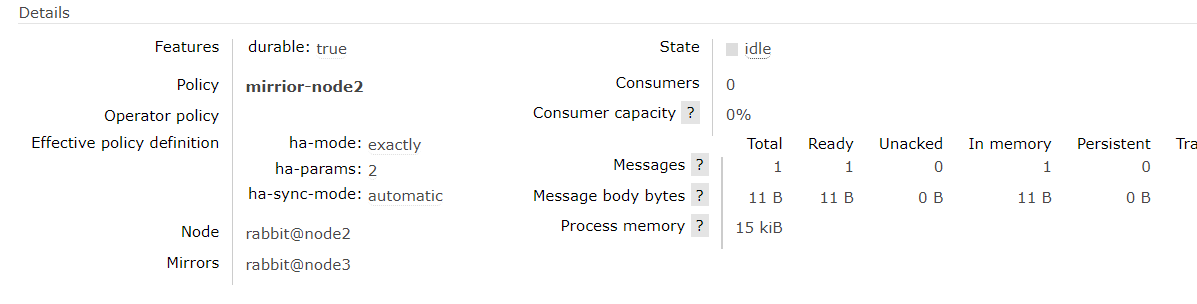 Details
Features durable: true
Policy mirrior-node2
Operator policy
Effective policy definition ha-mode: exactly
ha-params: 2
ha-sync-mode: automatic
Node rabbit@node2
Mirrors rabbit@node3
State idle
Consumers 0
Consumer capacity ? 0%
Total Ready Unacked In memory Persistent Tra
Messages ? 1 1 0 1 0
Message body bytes ? 11 B 11 B 0 B 11 B 0 B
Process memory ? 15 kiB